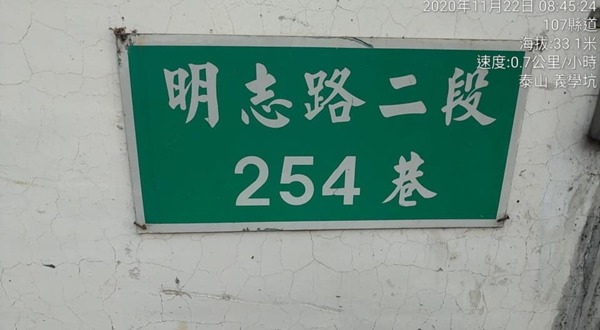 2020年11月22日 08:45:24
107縣道
海拔:33.1米
速度:0.7公里/小時
泰山 義學坑
明志路二段
254巷